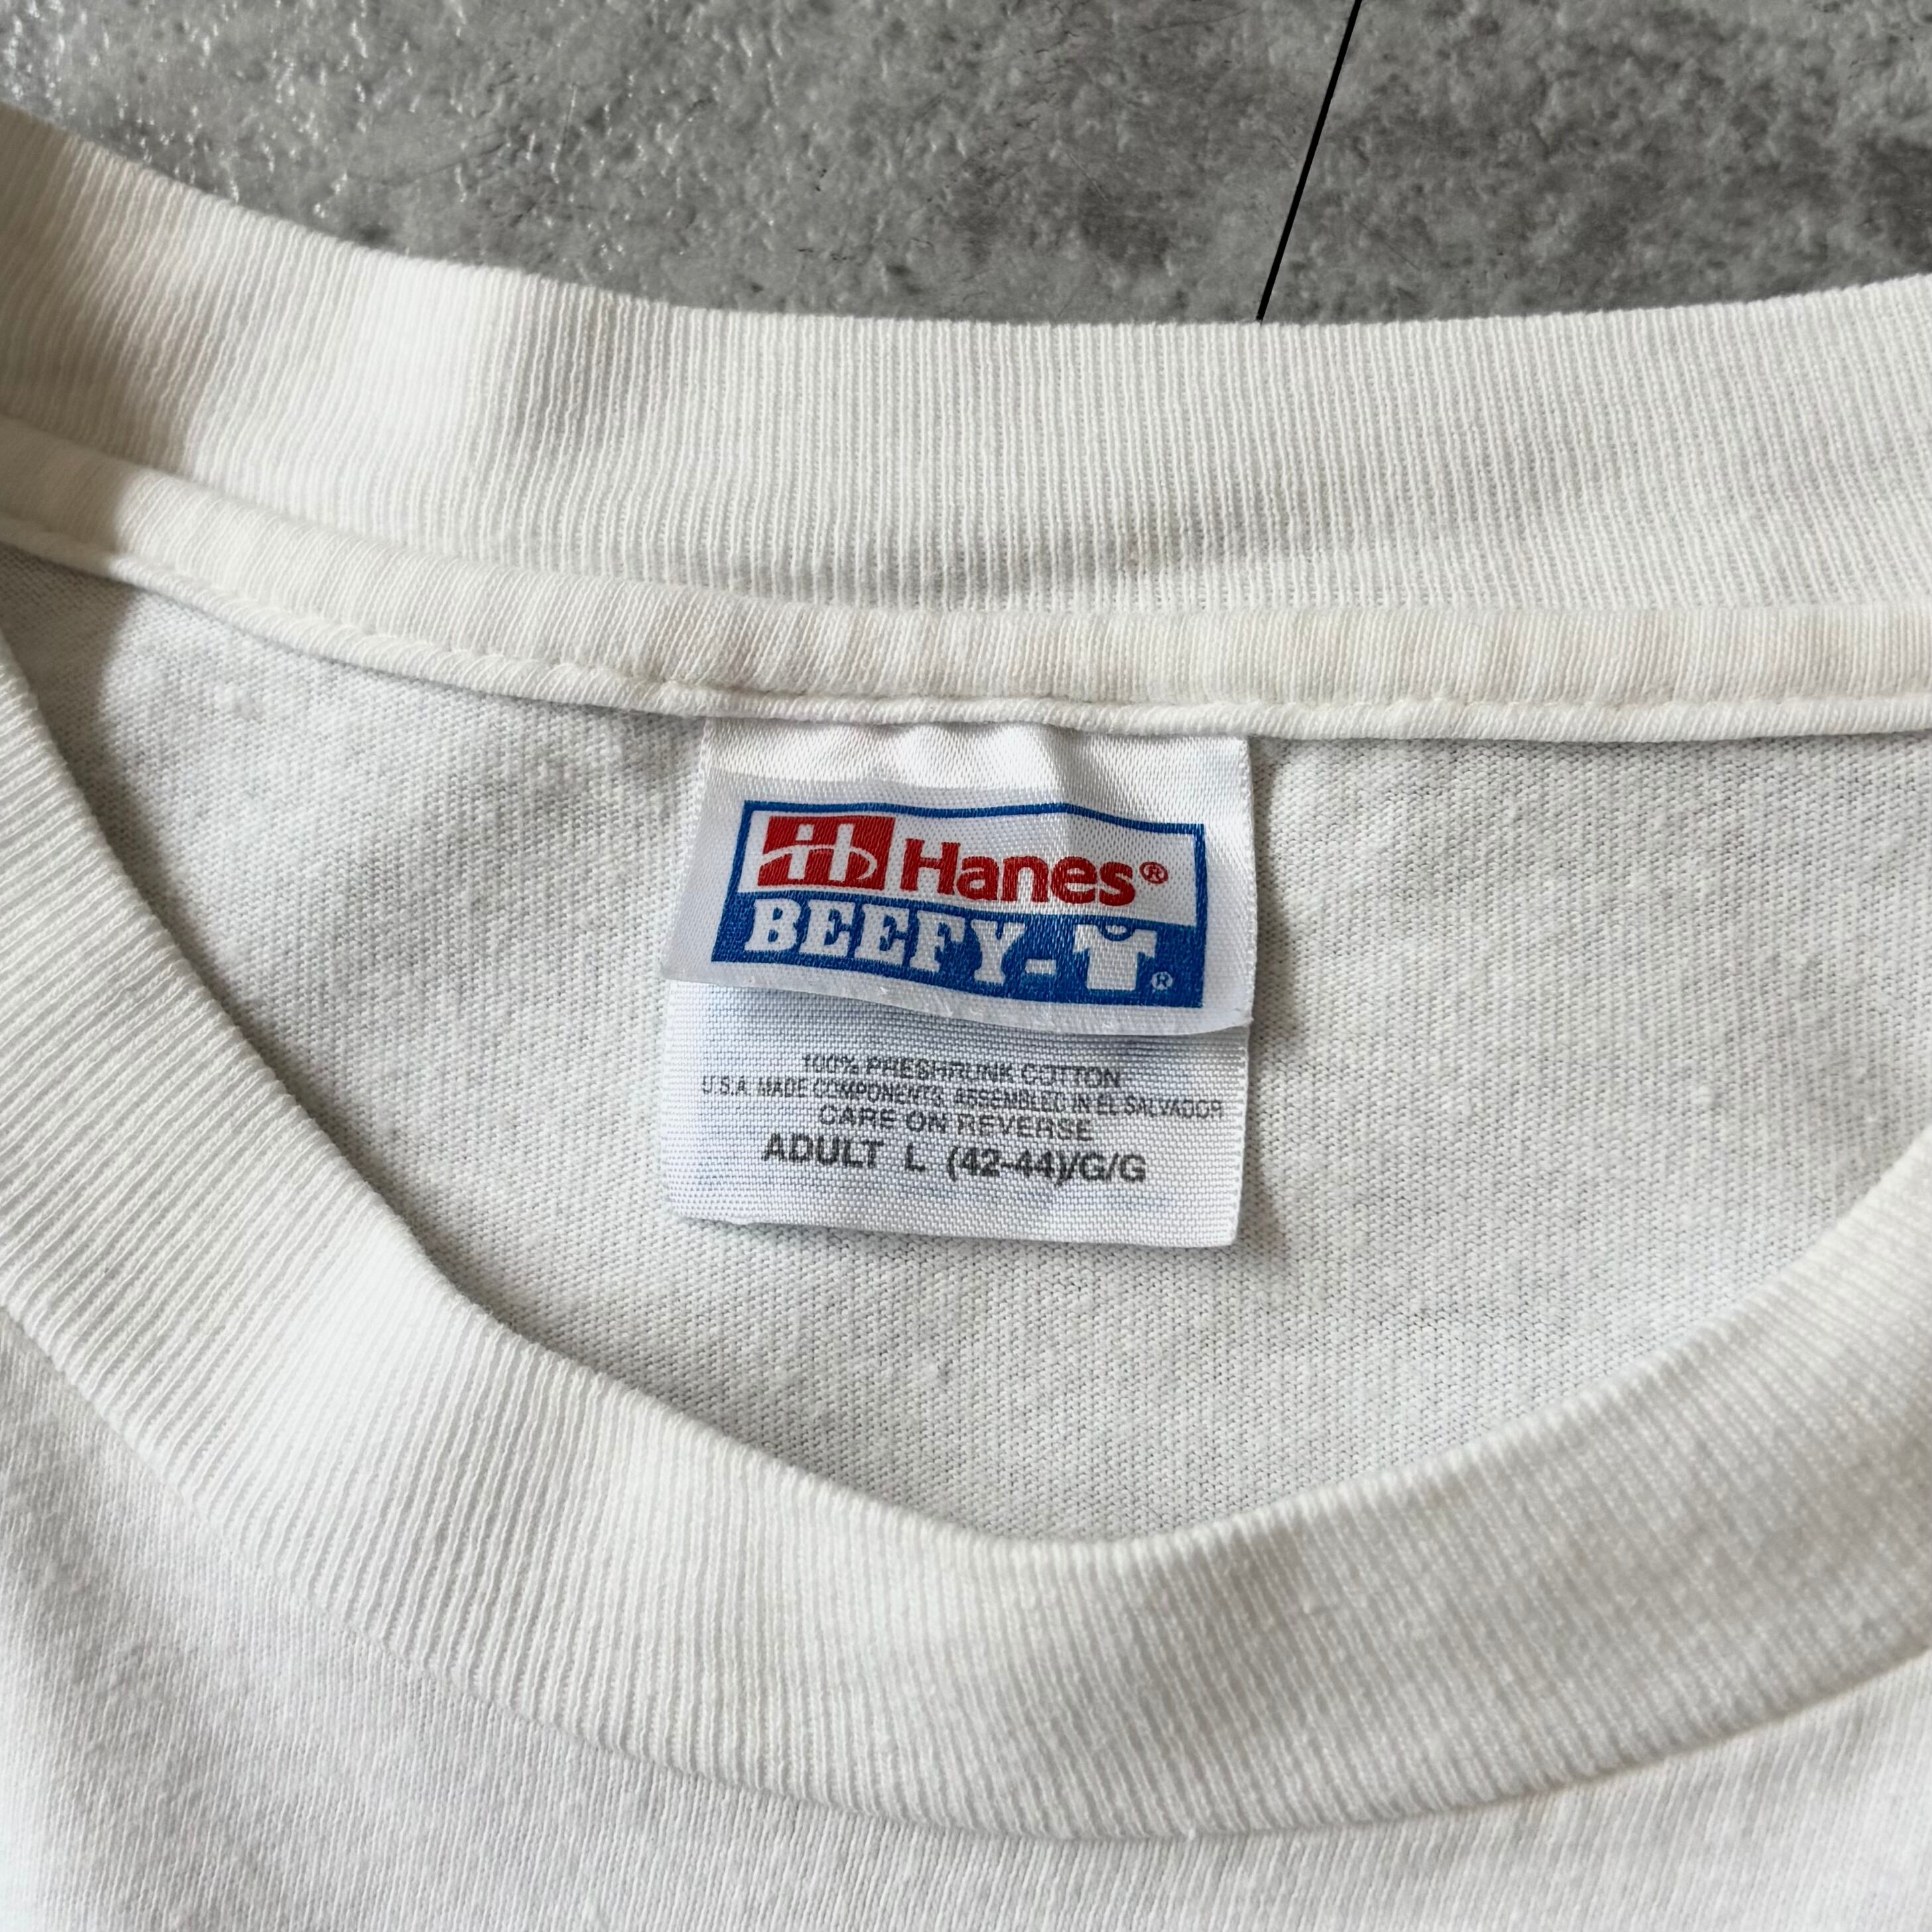 Hanes®
BEEFY-T®
100% PRESHRUNK COTTON
U.S.A. MADE COMPONENTS, ASSEMBLED IN EL SALVADOR
CARE ON REVERSE
ADULT L (42-44)/G/G